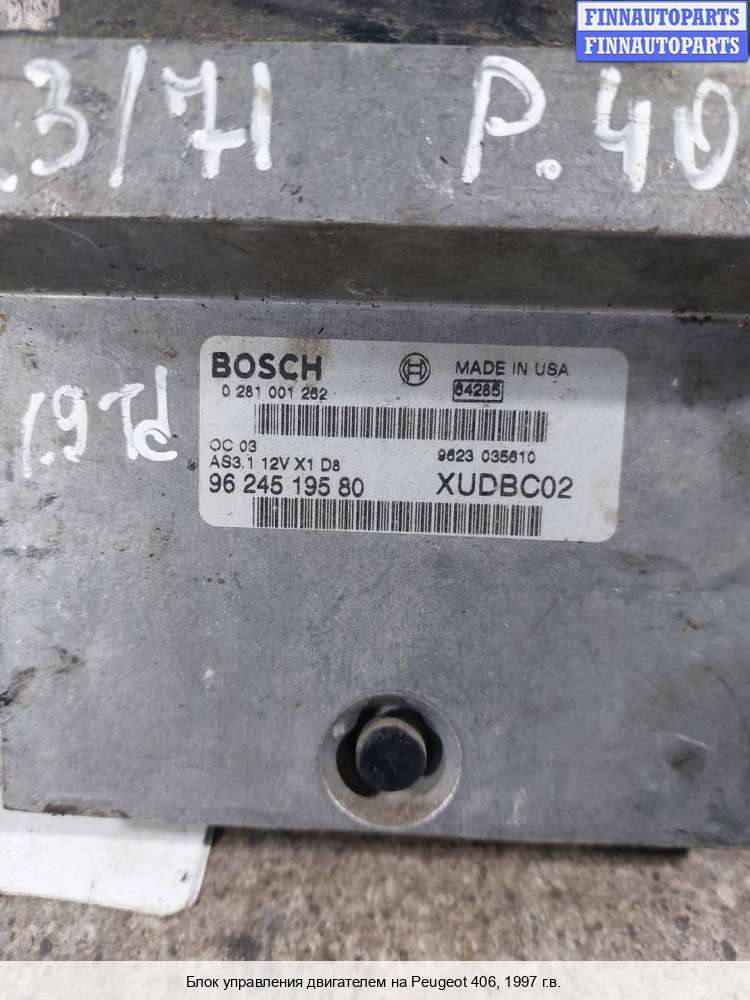 FINNAUTOPARTS
FINNAUTOPARTS
3/71 P.40
BOSCH MADE IN USA
0 281 001 262 64285
OC 03 9623 035610
AS3.1 12V X1 D8
96 245 195 80 XUDBC02
1.9Td
Блок управления двигателем на Peugeot 406, 1997 г.в.